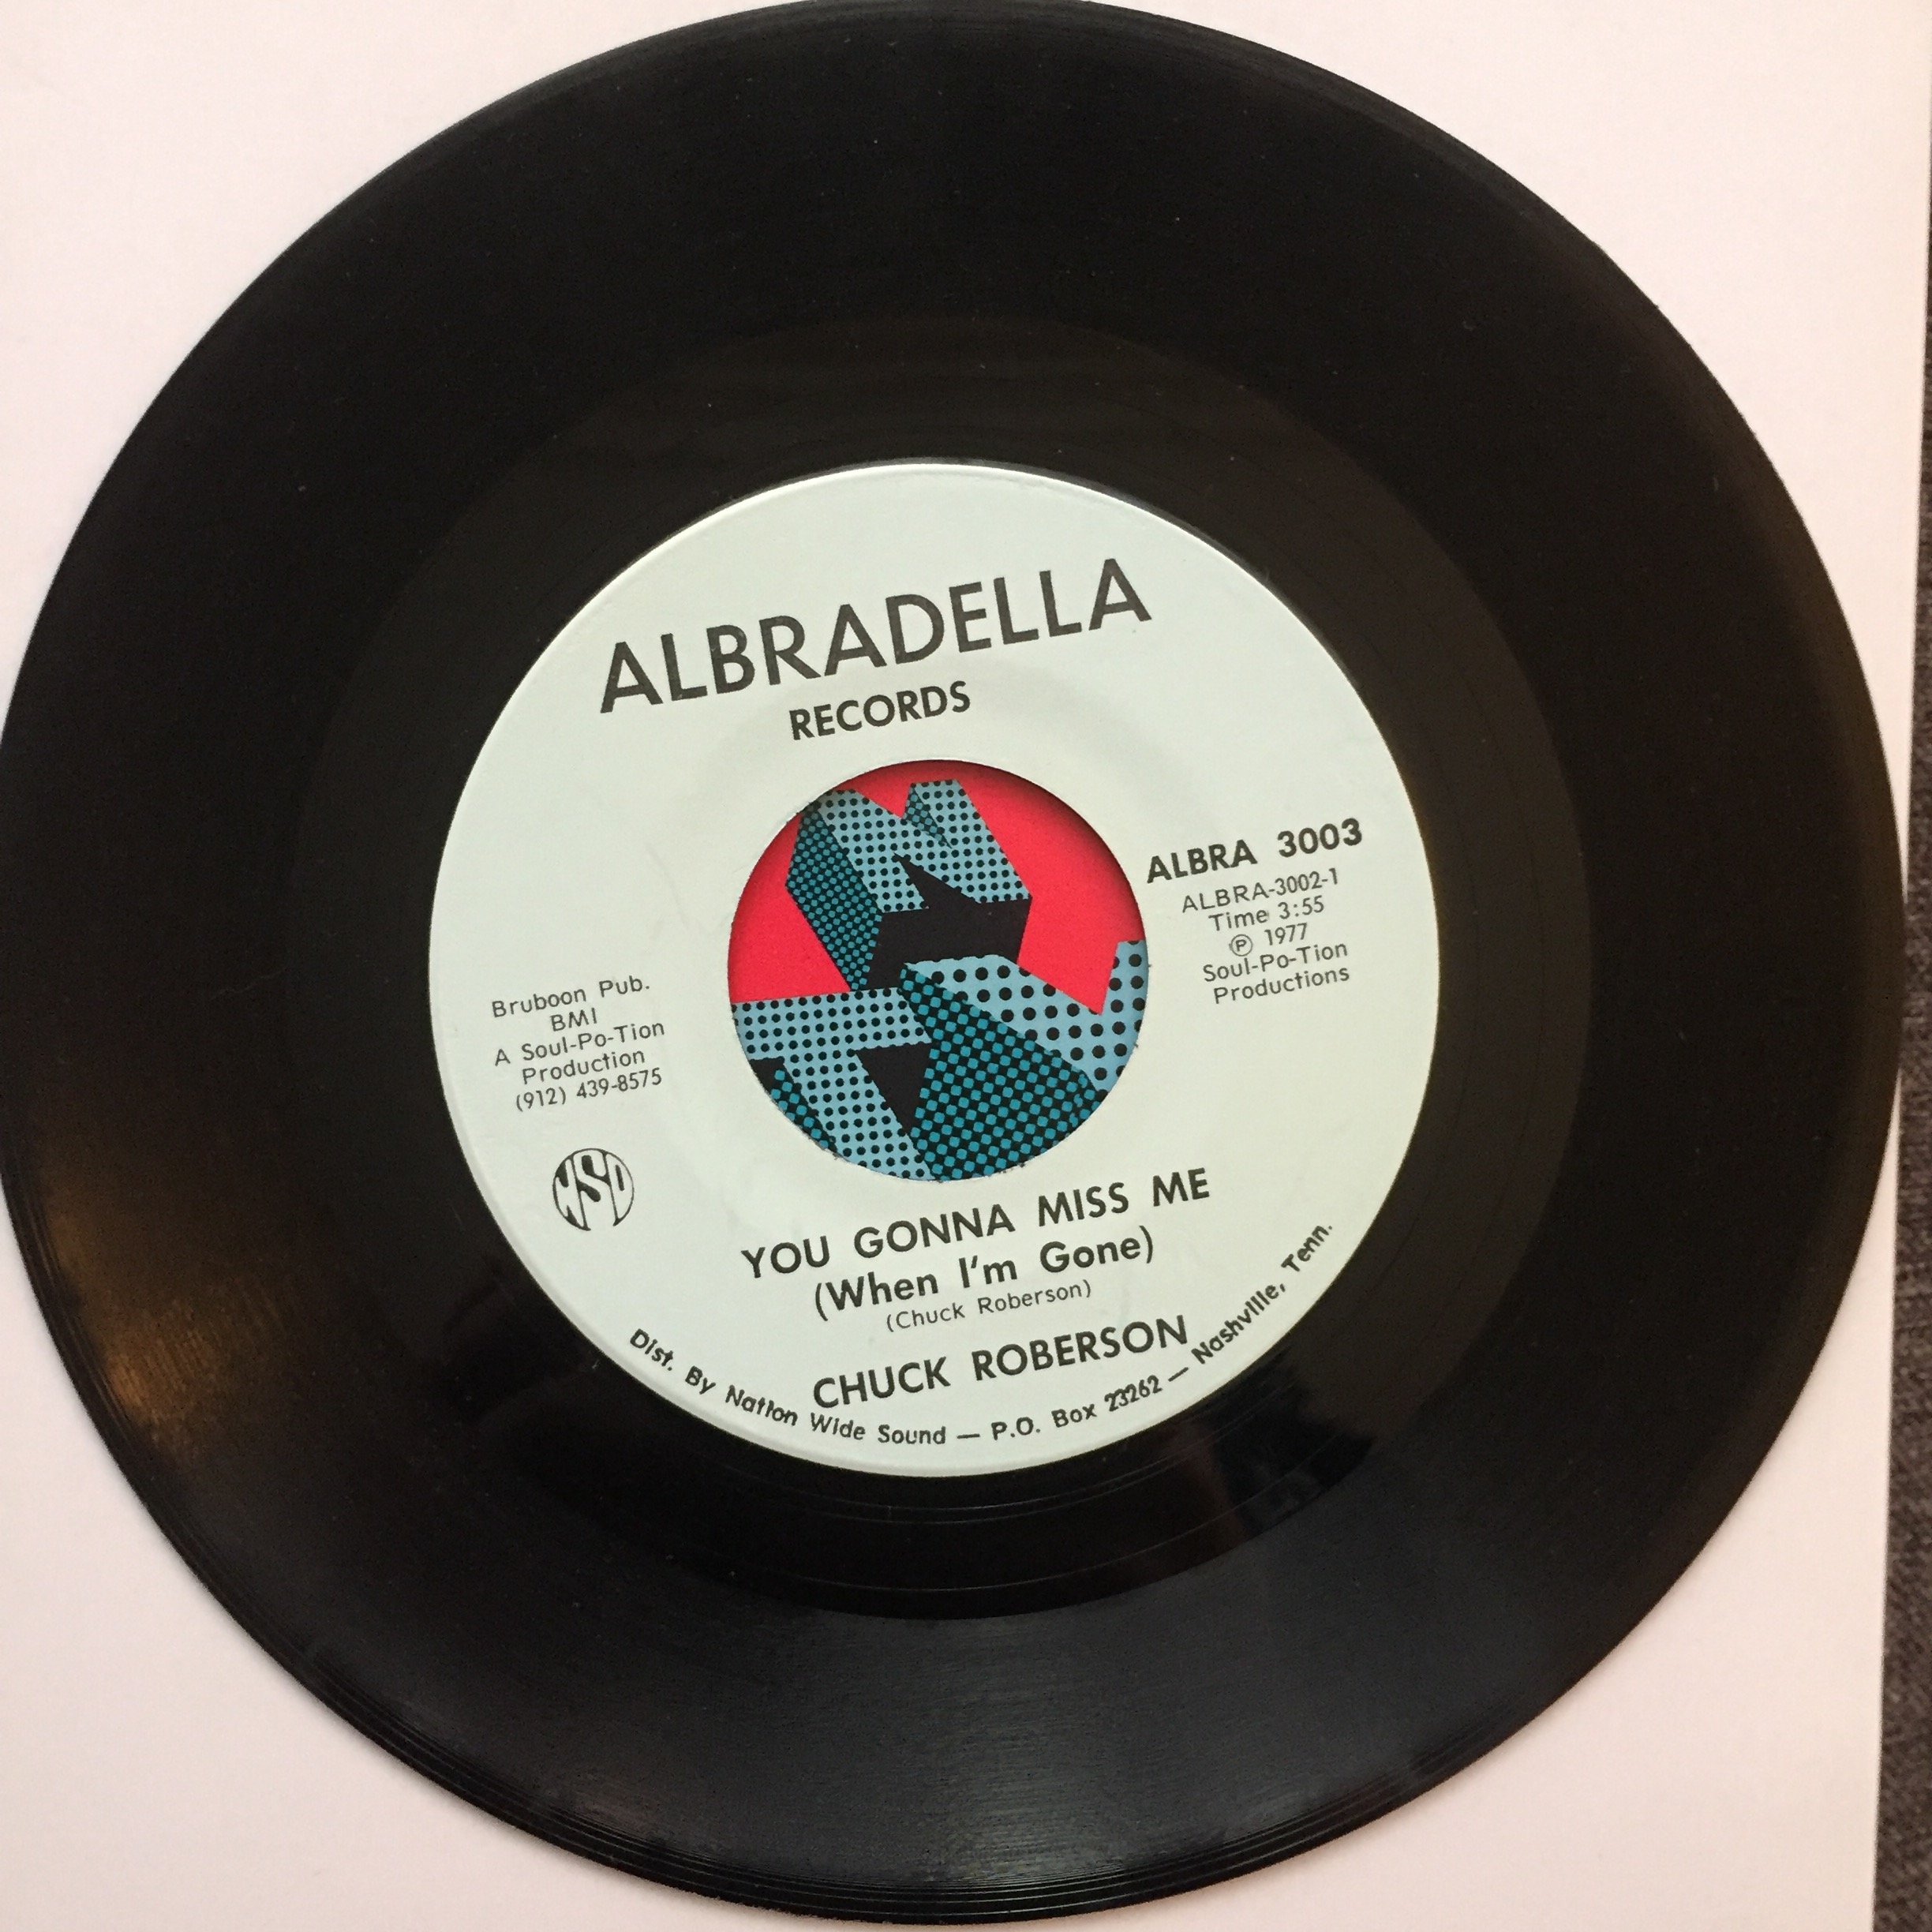 ALBRADELLA
RECORDS
ALBRA 3003
ALBRA-3002-1
Time 3:55
Ⓟ 1977
Soul-Po-Tion
Productions
Bruboon Pub.
BMI
A Soul-Po-Tion
Production
(912) 439-8575
NSD
YOU GONNA MISS ME
(When I'm Gone)
(Chuck Roberson)
CHUCK ROBERSON
Dist. By Nation Wide Sound — P.O. Box 23262 — Nashville, Tenn.